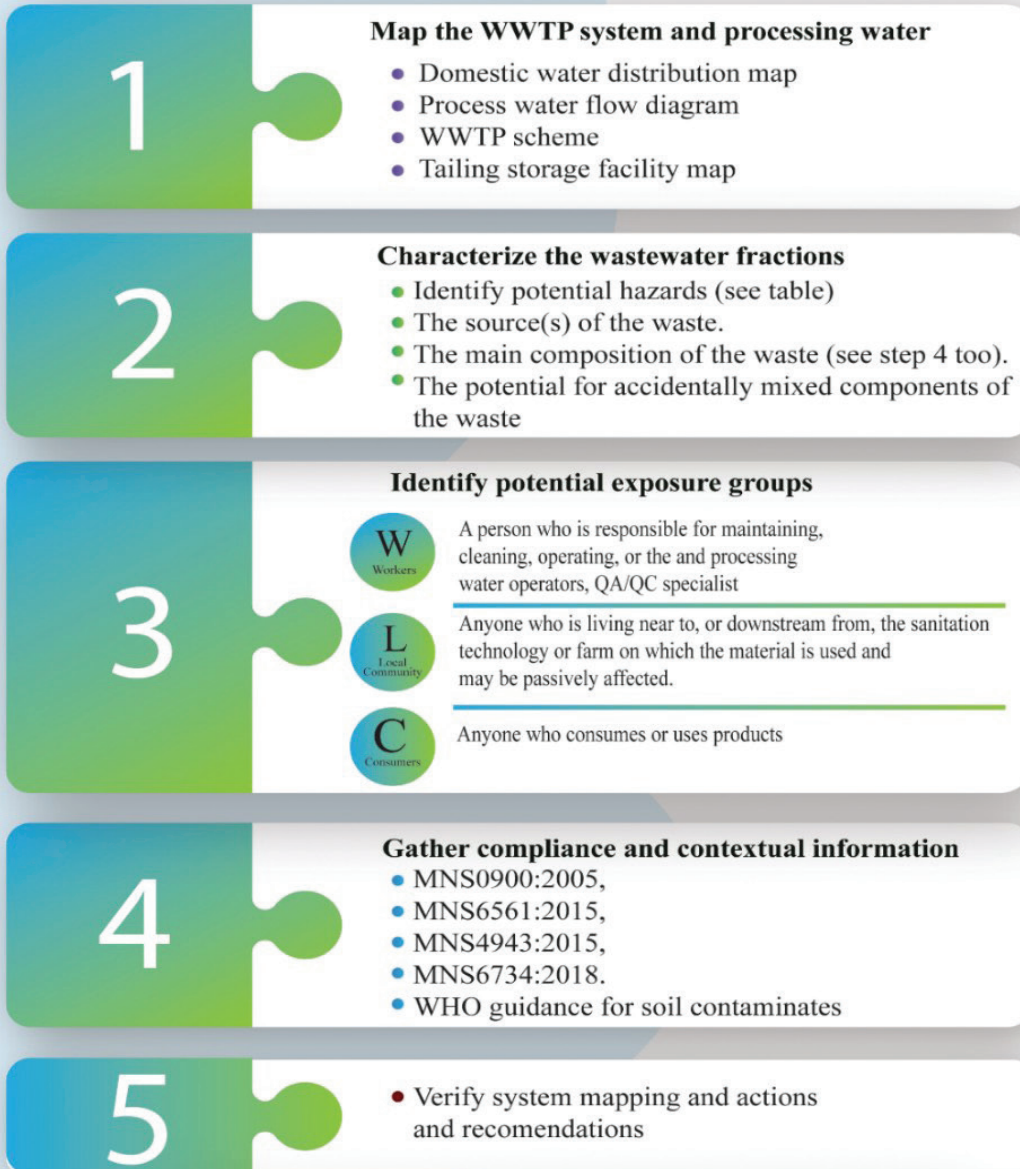 1
Map the WWTP system and processing water
• Domestic water distribution map
• Process water flow diagram
• WWTP scheme
• Tailing storage facility map
2
Characterize the wastewater fractions
• Identify potential hazards (see table)
• The source(s) of the waste.
• The main composition of the waste (see step 4 too).
• The potential for accidentally mixed components of
the waste
3
Identify potential exposure groups
W
Workers
A person who is responsible for maintaining,
cleaning, operating, or the and processing
water operators, QA/QC specialist
L
Local
Community
Anyone who is living near to, or downstream from, the sanitation
technology or farm on which the material is used and
may be passively affected.
C
Consumers
Anyone who consumes or uses products
4
Gather compliance and contextual information
• MNS0900:2005,
• MNS6561:2015,
• MNS4943:2015,
• MNS6734:2018.
• WHO guidance for soil contaminates
5
• Verify system mapping and actions
and recomendations